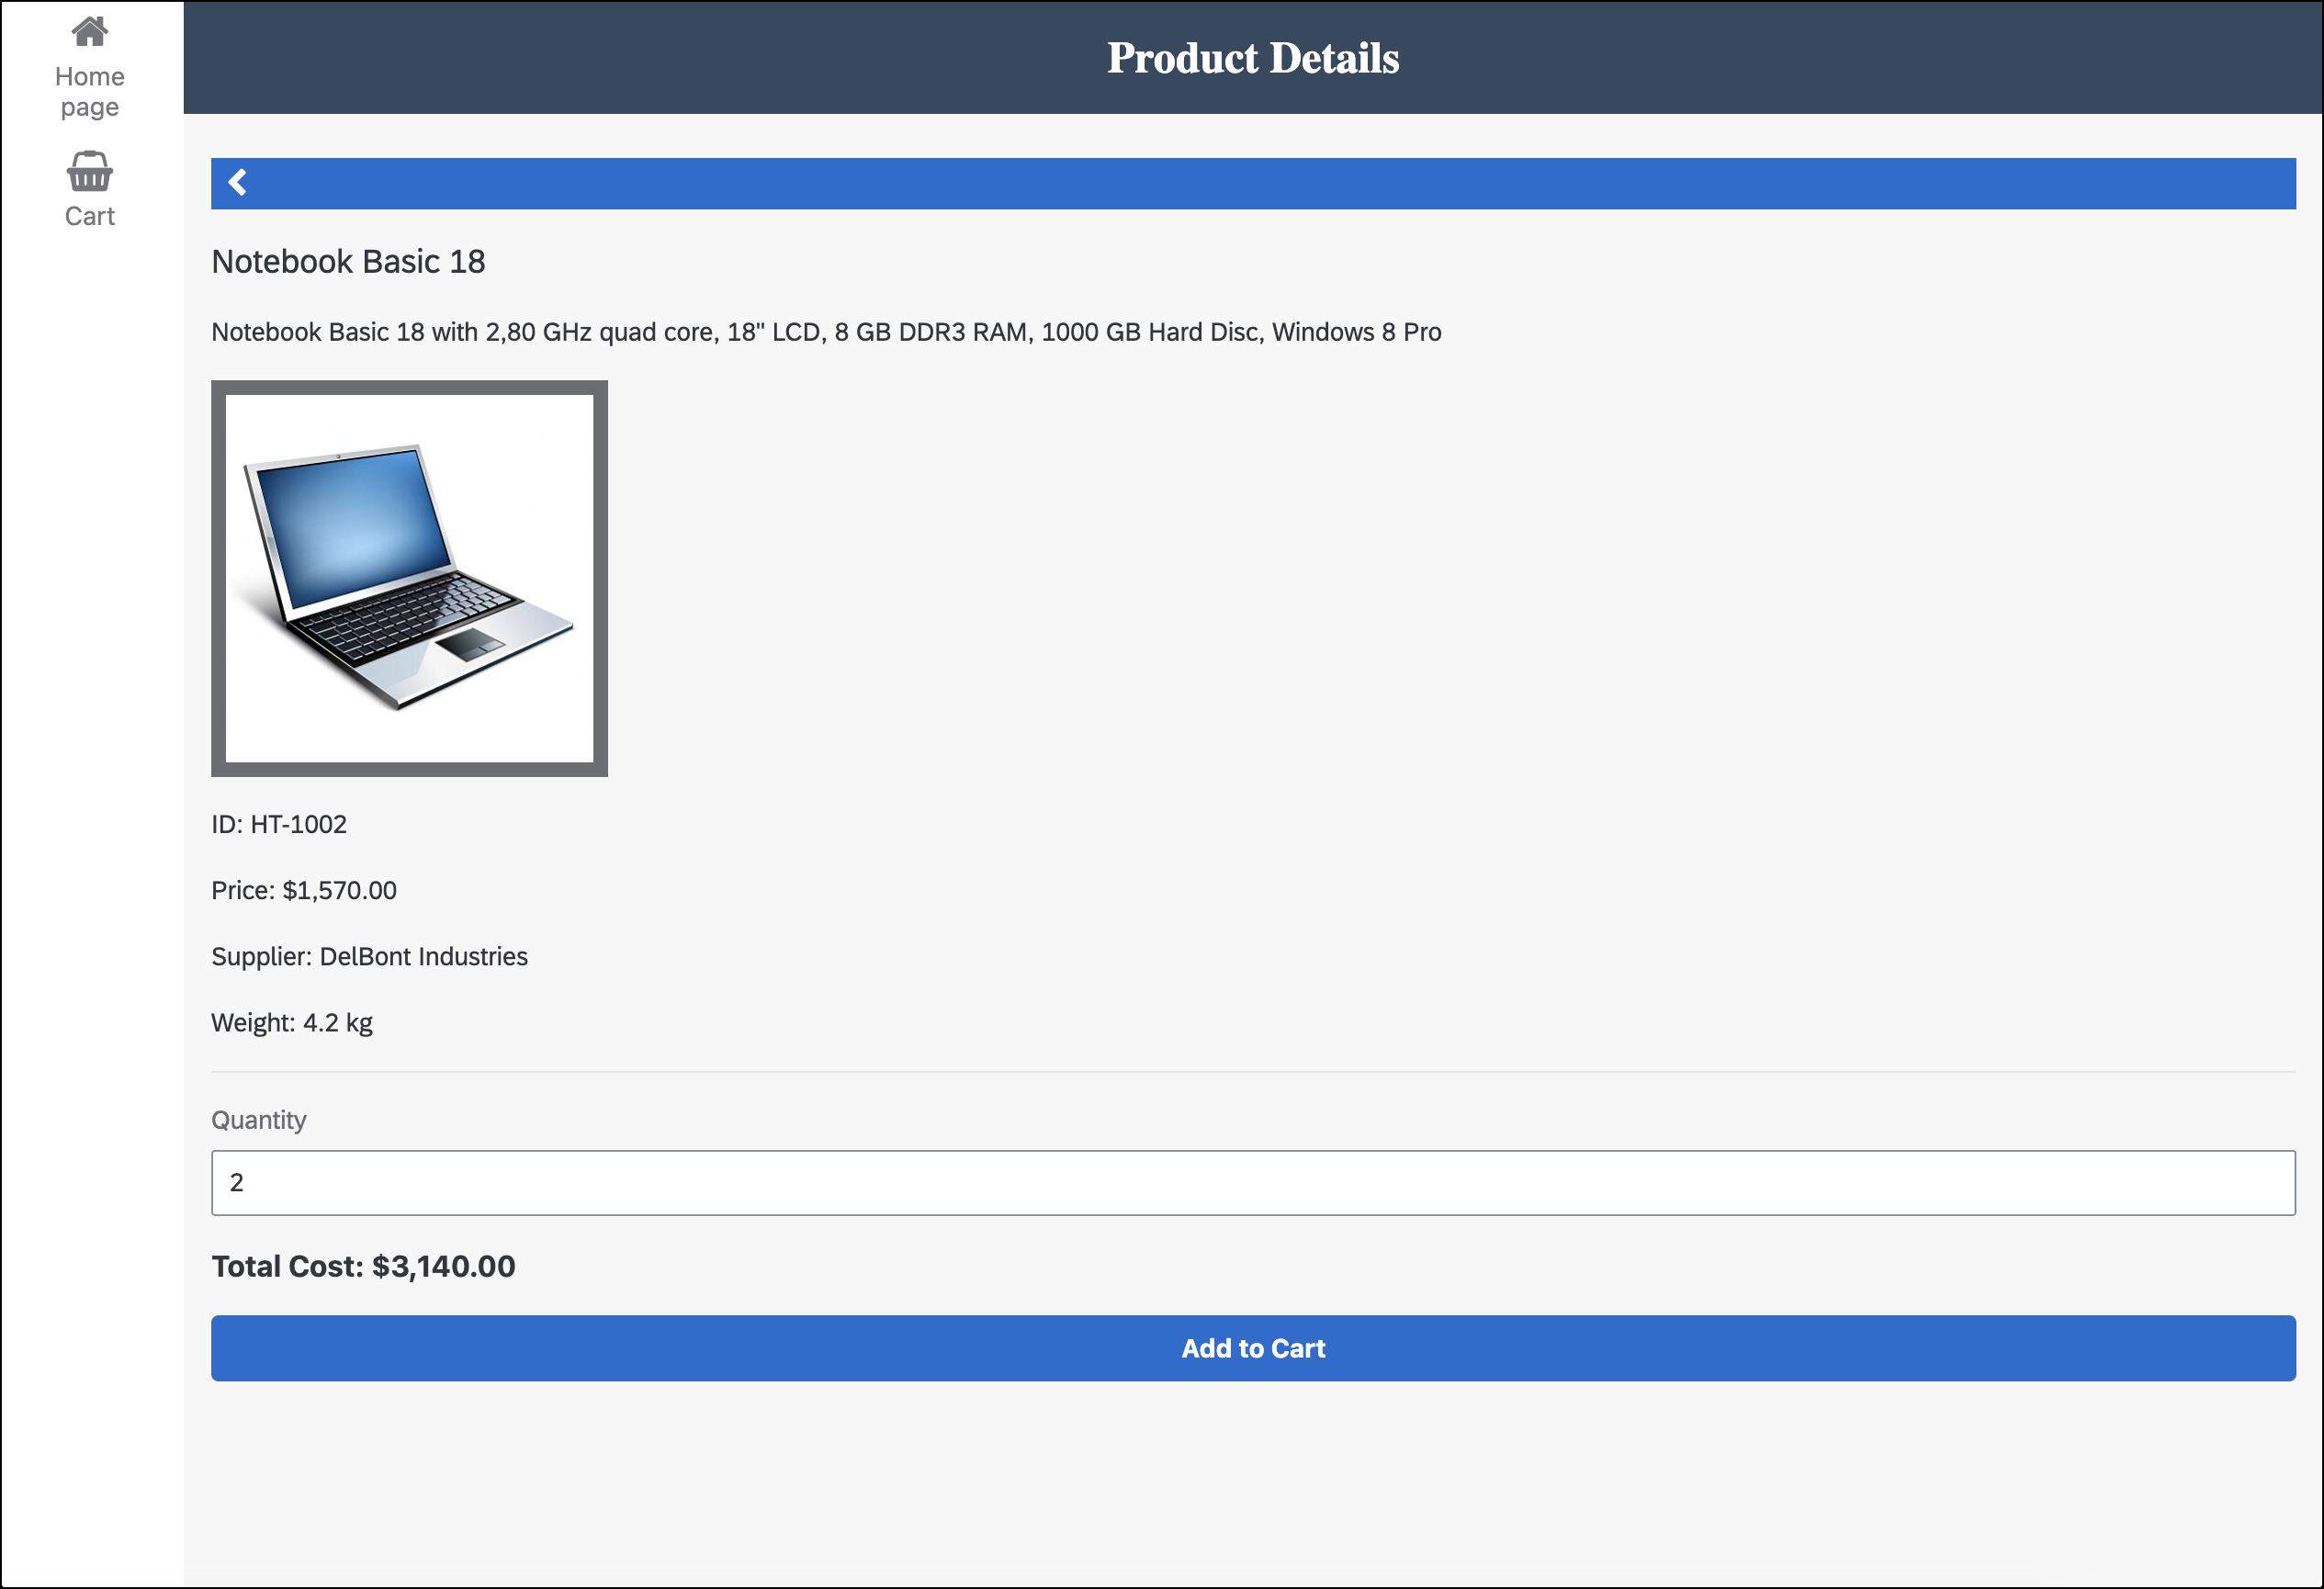 Home
page
Cart
Product Details
Notebook Basic 18
Notebook Basic 18 with 2,80 GHz quad core, 18" LCD, 8 GB DDR3 RAM, 1000 GB Hard Disc, Windows 8 Pro
ID: HT-1002
Price: $1,570.00
Supplier: DelBont Industries
Weight: 4.2 kg
Quantity
2
Total Cost: $3,140.00
Add to Cart